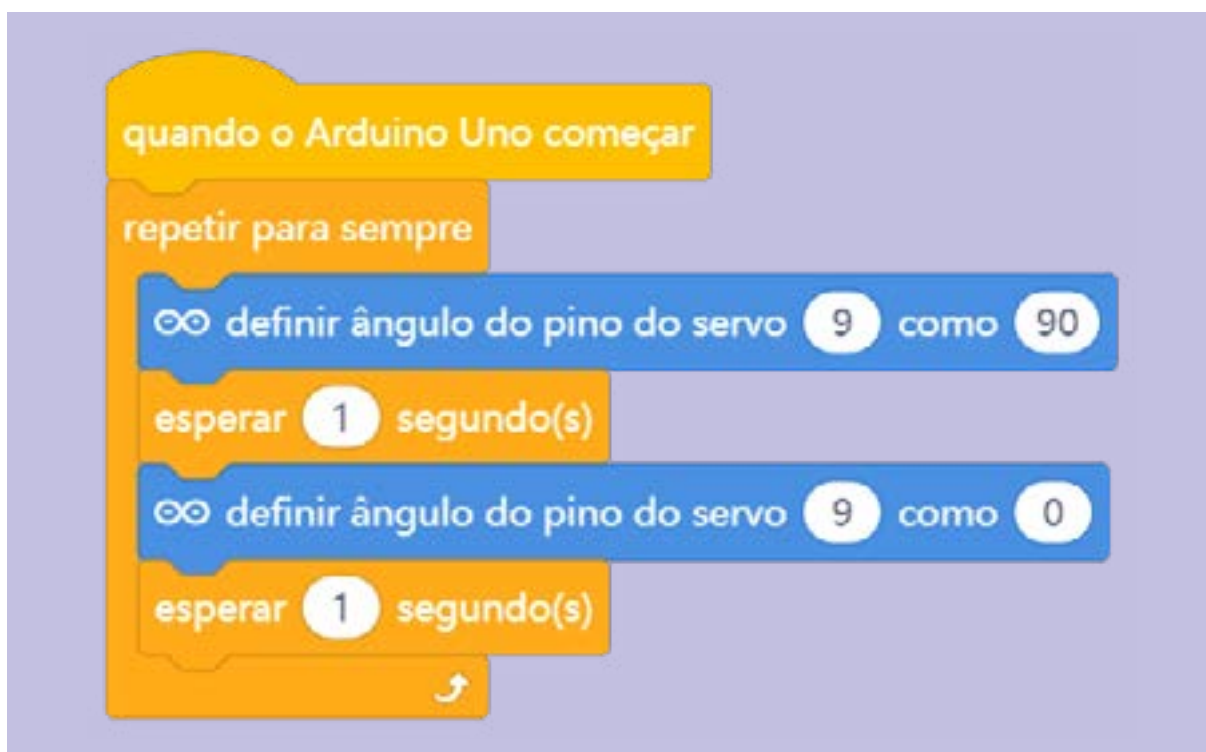 quando o Arduino Uno começar
repetir para sempre
definir ângulo do pino do servo 9 como 90
esperar 1 segundo(s)
definir ângulo do pino do servo 9 como 0
esperar 1 segundo(s)